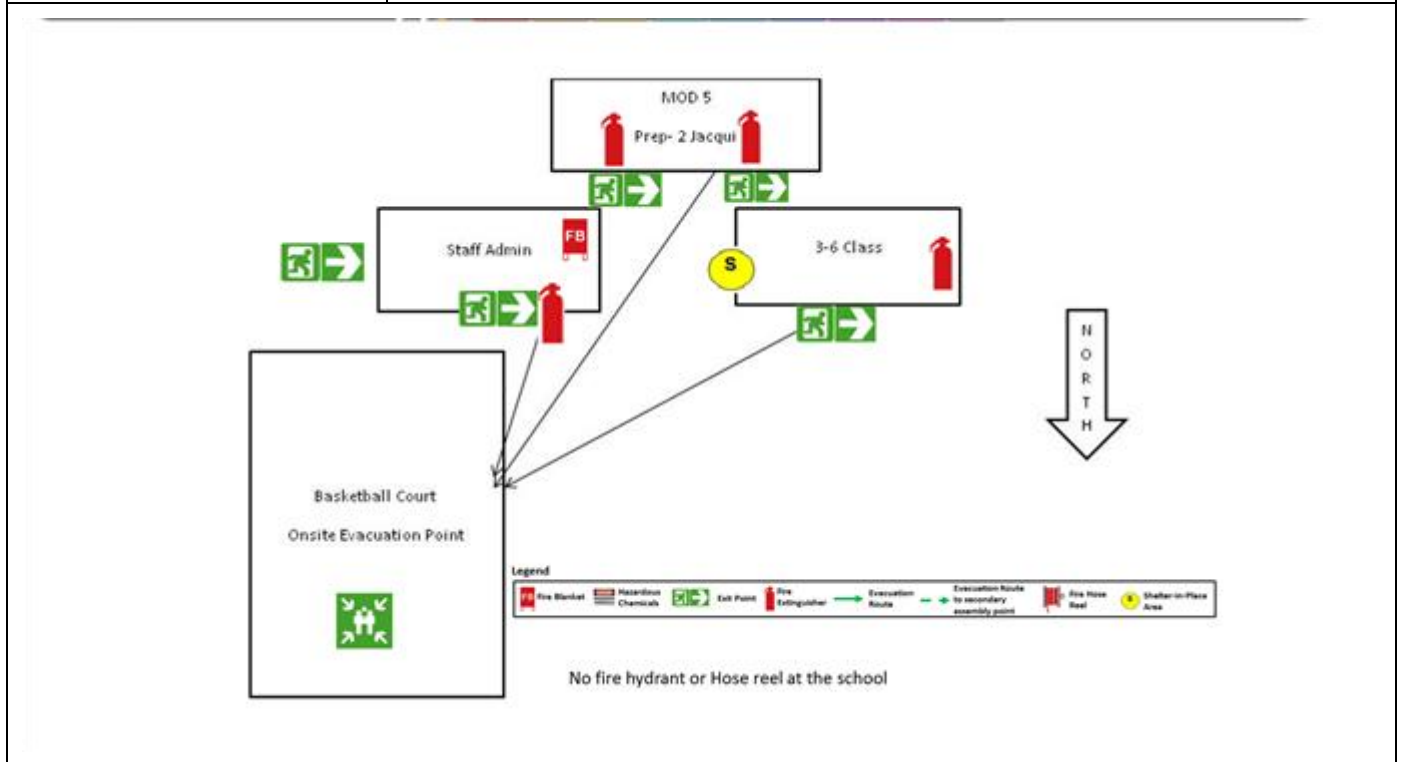 MOD 5
Prep- 2 Jacqui
Staff Admin
FB
S
3-6 Class
N
O
R
T
H
Basketball Court
Onsite Evacuation Point
Legend
FB Fire Blanket
Hazardous
Chemicals
Exit Point
Fire
Extinguisher
Evacuation
Route
Evacuation Route
to secondary
assembly point
Fire Hose
Reel
S Shelter-in-Place
Area
No fire hydrant or Hose reel at the school